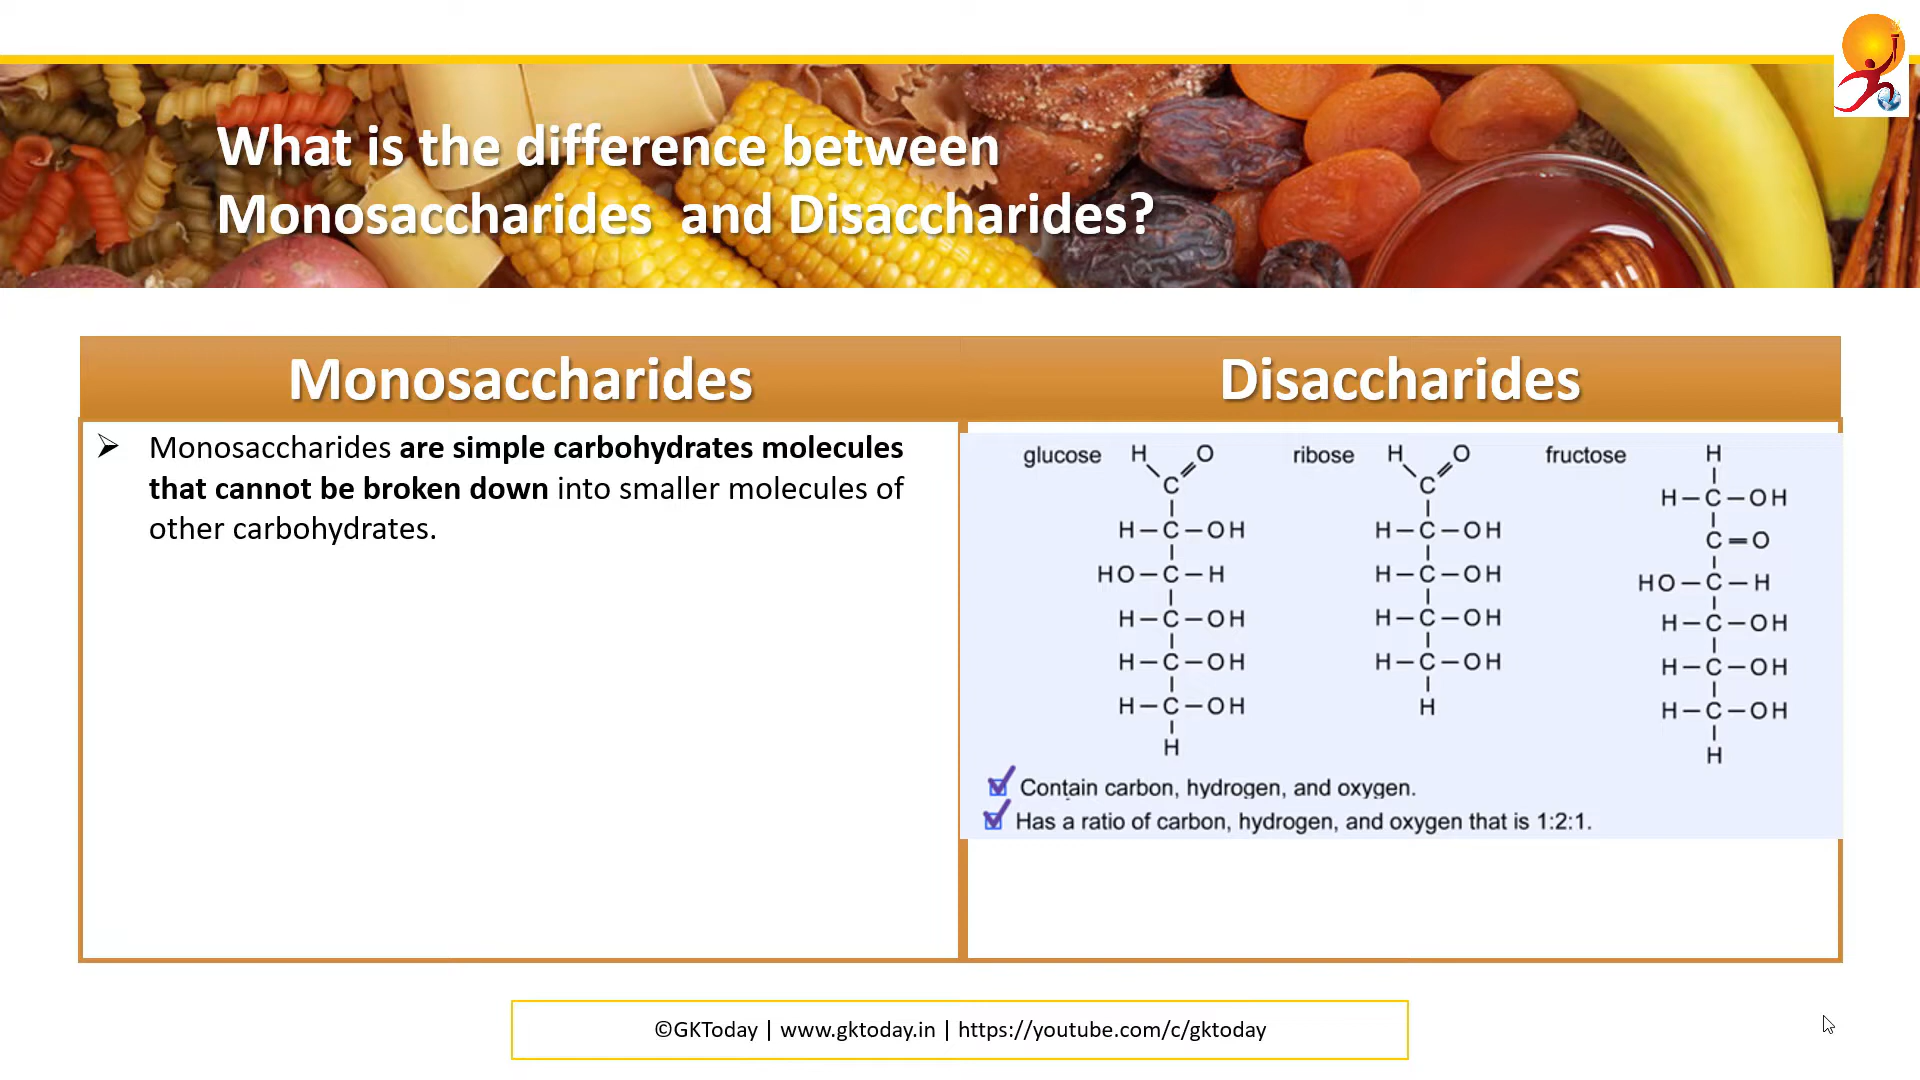 What is the difference between
Monosaccharides and Disaccharides?
Monosaccharides
Disaccharides
➢ Monosaccharides are simple carbohydrates molecules
that cannot be broken down into smaller molecules of
other carbohydrates.
glucose
H O
C
H–C–OH
HO–C–H
H–C–OH
H–C–OH
H–C–OH
H
ribose
H O
C
H–C–OH
H–C–OH
H–C–OH
H–C–OH
H
fructose
H
H–C–OH
C=O
HO–C–H
H–C–OH
H–C–OH
H–C–OH
H
Contain carbon, hydrogen, and oxygen.
Has a ratio of carbon, hydrogen, and oxygen that is 1:2:1.
©GKToday | www.gktoday.in | https://youtube.com/c/gktoday